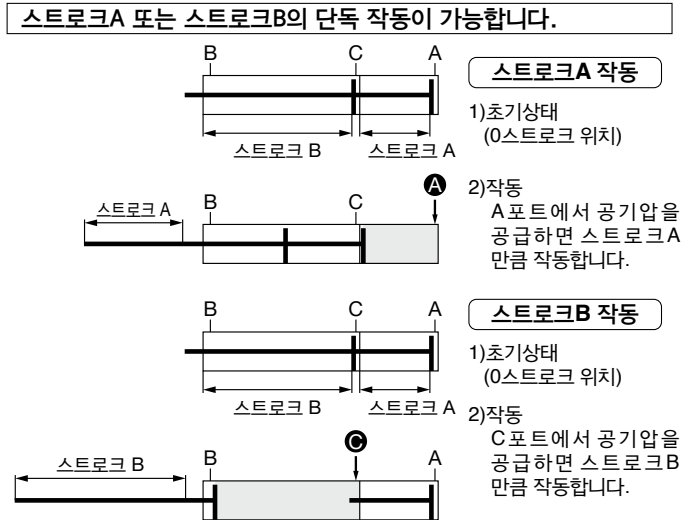 스트로크A 또는 스트로크B의 단독 작동이 가능합니다.
B C A
스트로크 B 스트로크 A
스트로크A 작동
1)초기상태
(0스트로크 위치)
A
스트로크 A B C
2)작동
A포트에서 공기압을
공급하면 스트로크A
만큼 작동합니다.
B C A
스트로크 B 스트로크 A
스트로크B 작동
1)초기상태
(0스트로크 위치)
C
스트로크 B B A
2)작동
C포트에서 공기압을
공급하면 스트로크B
만큼 작동합니다.